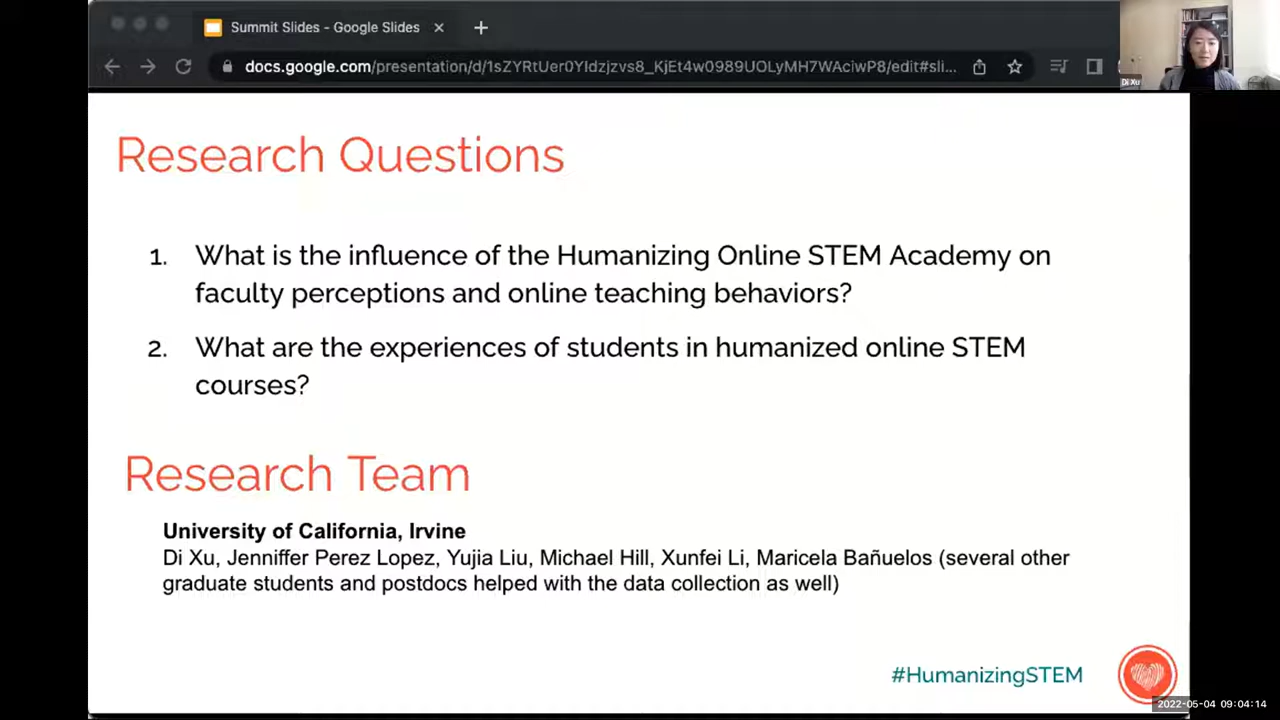 Summit Slides - Google Slides
docs.google.com/presentation/d/1sZYRtUer0YIdzjzvs8_KjEt4w0989UOLyMH7WAciwP8/edit#sli...
Di Xu
Research Questions
1. What is the influence of the Humanizing Online STEM Academy on
faculty perceptions and online teaching behaviors?
2. What are the experiences of students in humanized online STEM
courses?
Research Team
University of California, Irvine
Di Xu, Jenniffer Perez Lopez, Yujia Liu, Michael Hill, Xunfei Li, Maricela Bañuelos (several other
graduate students and postdocs helped with the data collection as well)
#HumanizingSTEM
2022-05-04 09:04:14